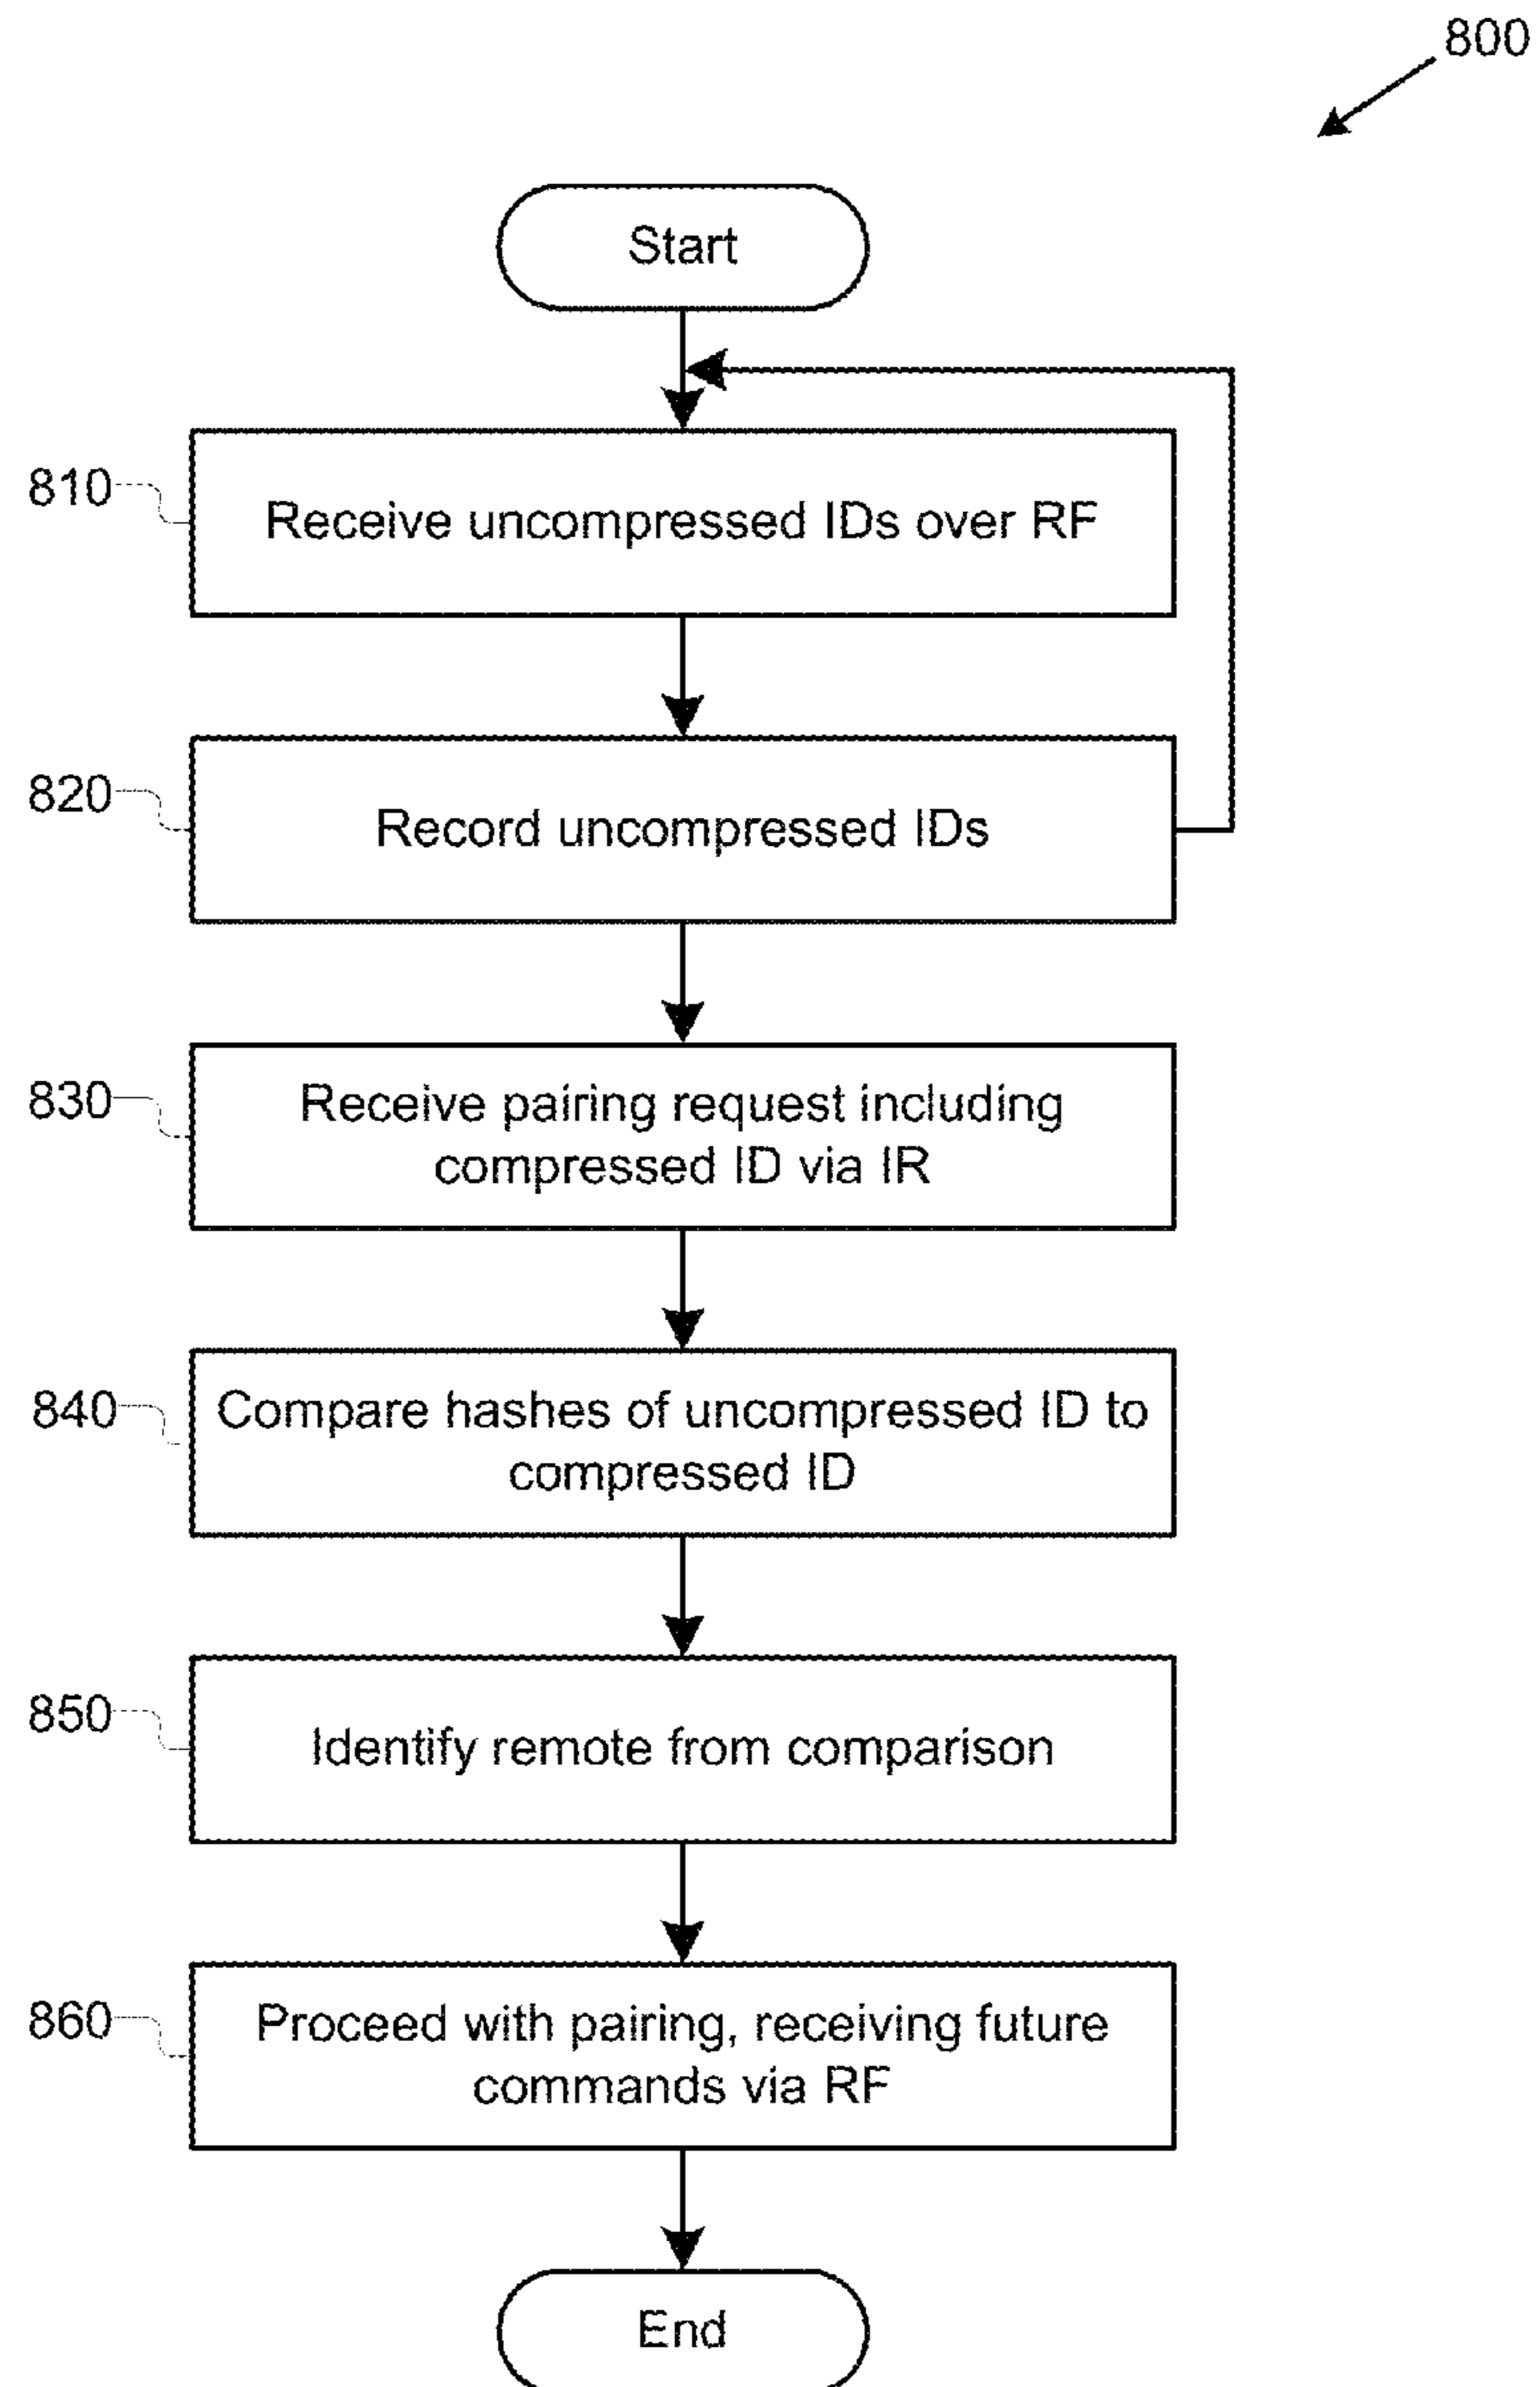 800
Start
810
Receive uncompressed IDs over RF
820
Record uncompressed IDs
830
Receive pairing request including
compressed ID via IR
840
Compare hashes of uncompressed ID to
compressed ID
850
Identify remote from comparison
860
Proceed with pairing, receiving future
commands via RF
End